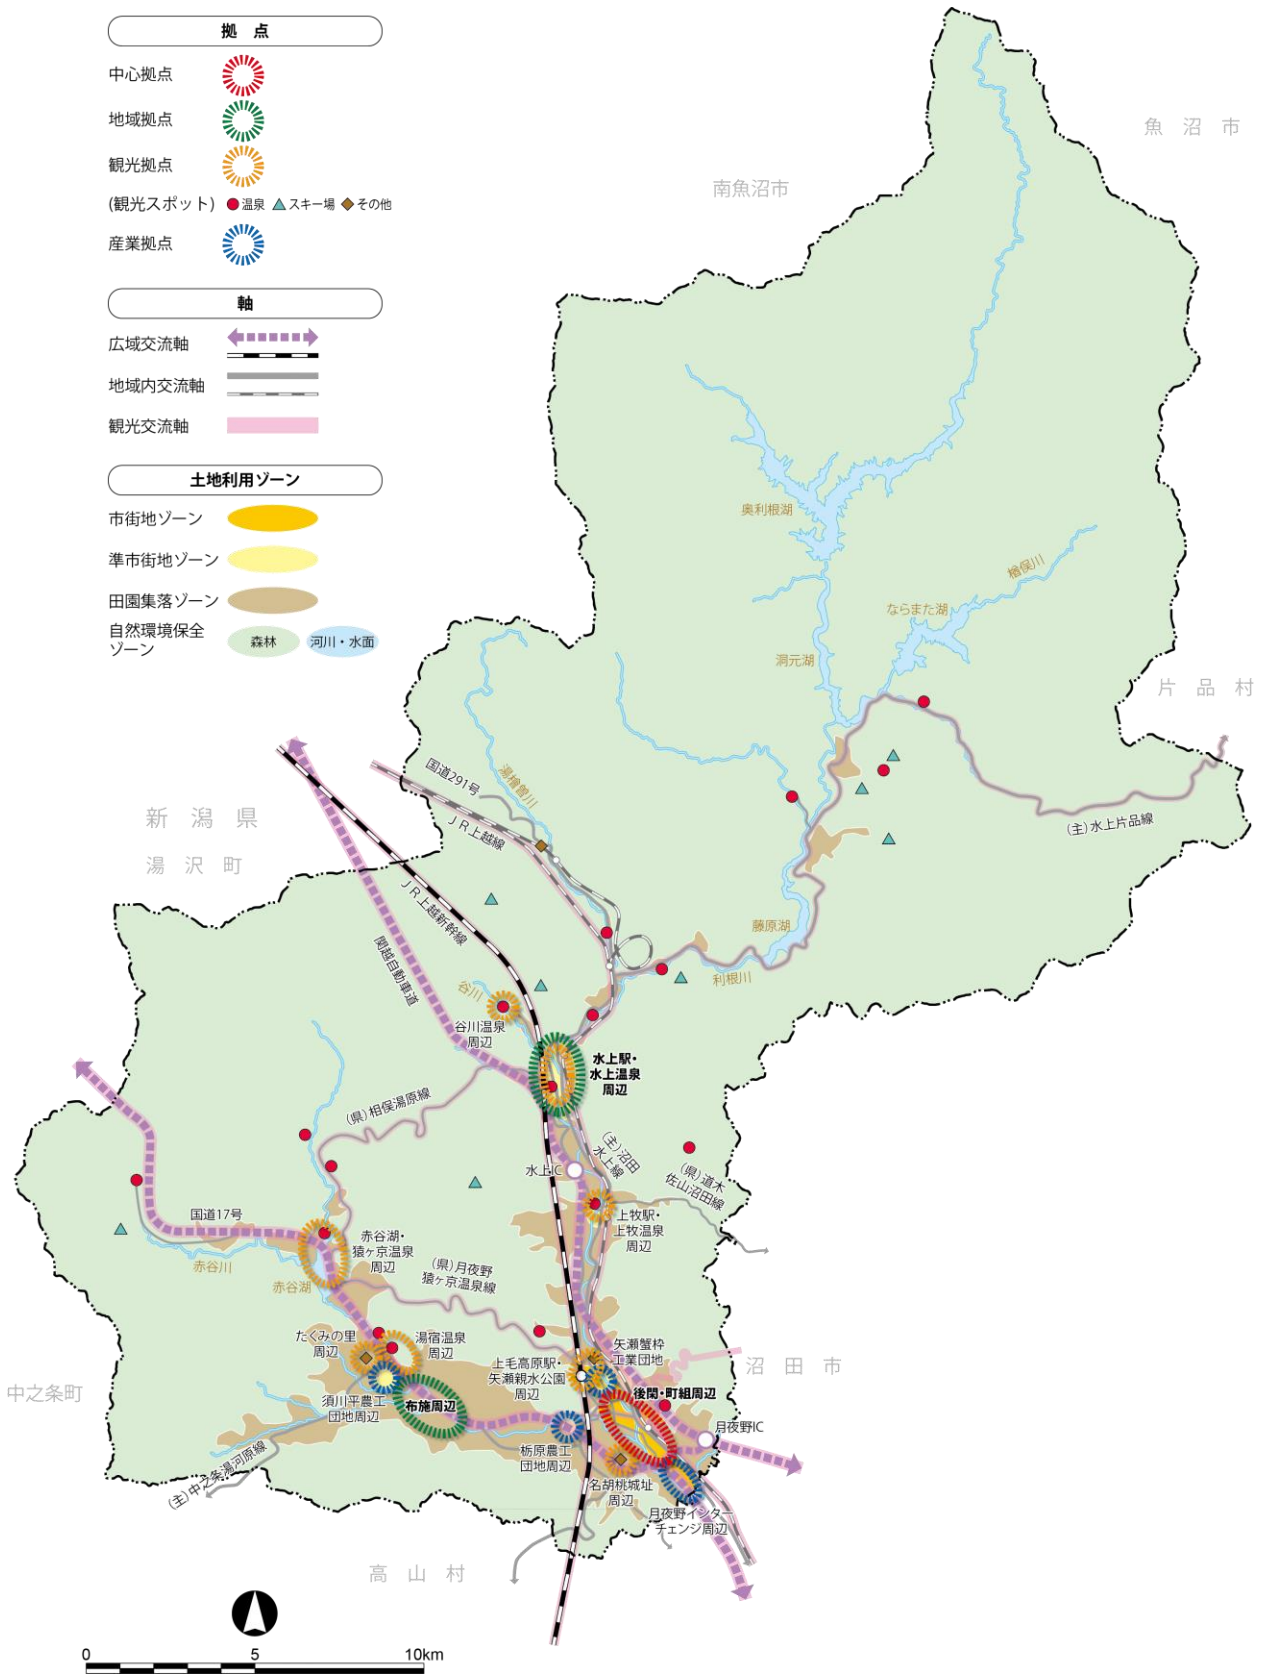 拠　点
中心拠点
地域拠点
観光拠点
(観光スポット) 温泉 スキー場 その他
産業拠点
軸
広域交流軸
地域内交流軸
観光交流軸
土地利用ゾーン
市街地ゾーン
準市街地ゾーン
田園集落ゾーン
自然環境保全
ゾーン
森林
河川・水面
魚沼市
南魚沼市
奥利根湖
楢俣川
ならまた湖
洞元湖
片品村
国道291号
湯檜曽川
JR上越線
(主)水上片品線
新潟県
湯沢町
JR上越新幹線
関越自動車道
藤原湖
利根川
谷川
谷川温泉
周辺
水上駅・
水上温泉
周辺
(県)相俣湯原線
(主)沼田
水上線
水上IC
(県)道木
佐山沼田線
国道17号
上牧駅・
上牧温泉
周辺
赤谷湖・
猿ヶ京温泉
周辺
赤谷川
赤谷湖
(県)月夜野
猿ヶ京温泉線
たくみの里
周辺
湯宿温泉
周辺
矢瀬蟹枠
工業団地
上毛高原駅・
矢瀬親水公園
周辺
沼田市
中之条町
須川平農工
団地周辺
布施周辺
後閑・町組周辺
月夜野IC
栃原農工
団地周辺
(主)中之条湯河原線
名胡桃城址
周辺
月夜野インター
チェンジ周辺
高山村
0
5
10km